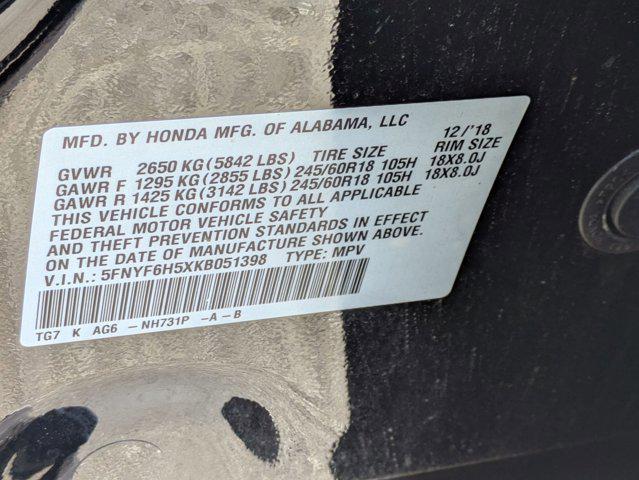 MFD. BY HONDA MFG. OF ALABAMA, LLC 12/'18
GVWR 2650 KG(5842 LBS) TIRE SIZE RIM SIZE
GAWR F 1295 KG(2855 LBS)245/60R18 105H 18X8.0J
GAWR R 1425 KG(3142 LBS)245/60R18 105H 18X8.0J
THIS VEHICLE CONFORMS TO ALL APPLICABLE
FEDERAL MOTOR VEHICLE SAFETY
AND THEFT PREVENTION STANDARDS IN EFFECT
ON THE DATE OF MANUFACTURE SHOWN ABOVE.
V.I.N.: 5FNYF6H5XKB051398 TYPE: MPV
TG7 K AG6 - NH731P -A-B